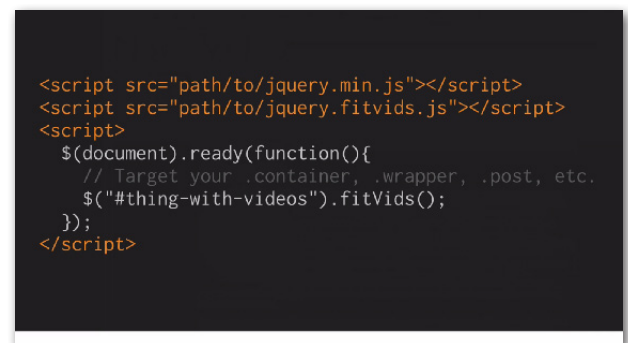 <script src="path/to/jquery.min.js"></script>
<script src="path/to/jquery.fitvids.js"></script>
<script>
  $(document).ready(function(){
    // Target your .container, .wrapper, .post, etc.
    $("#thing-with-videos").fitVids();
  });
</script>